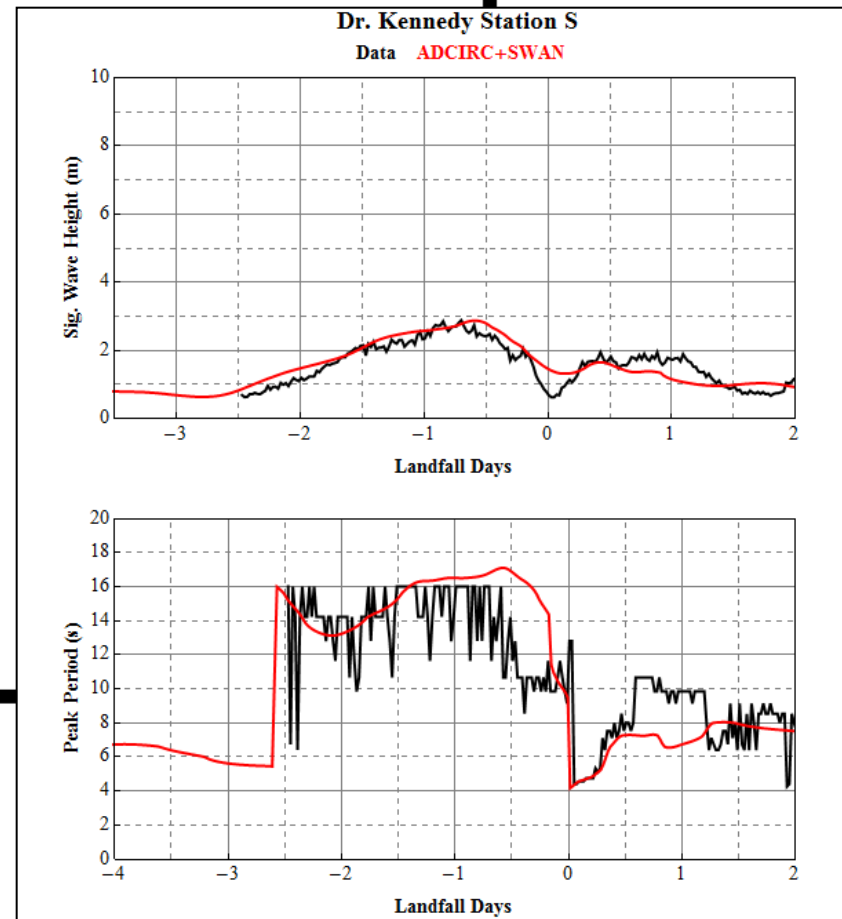 Dr. Kennedy Station S
Data ADCIRC+SWAN
10
8
6
4
2
0
Sig. Wave Height (m)
−3 −2 −1 0 1 2
Landfall Days
20
18
16
14
12
10
8
6
4
2
0
Peak Period (s)
−4 −3 −2 −1 0 1 2
Landfall Days